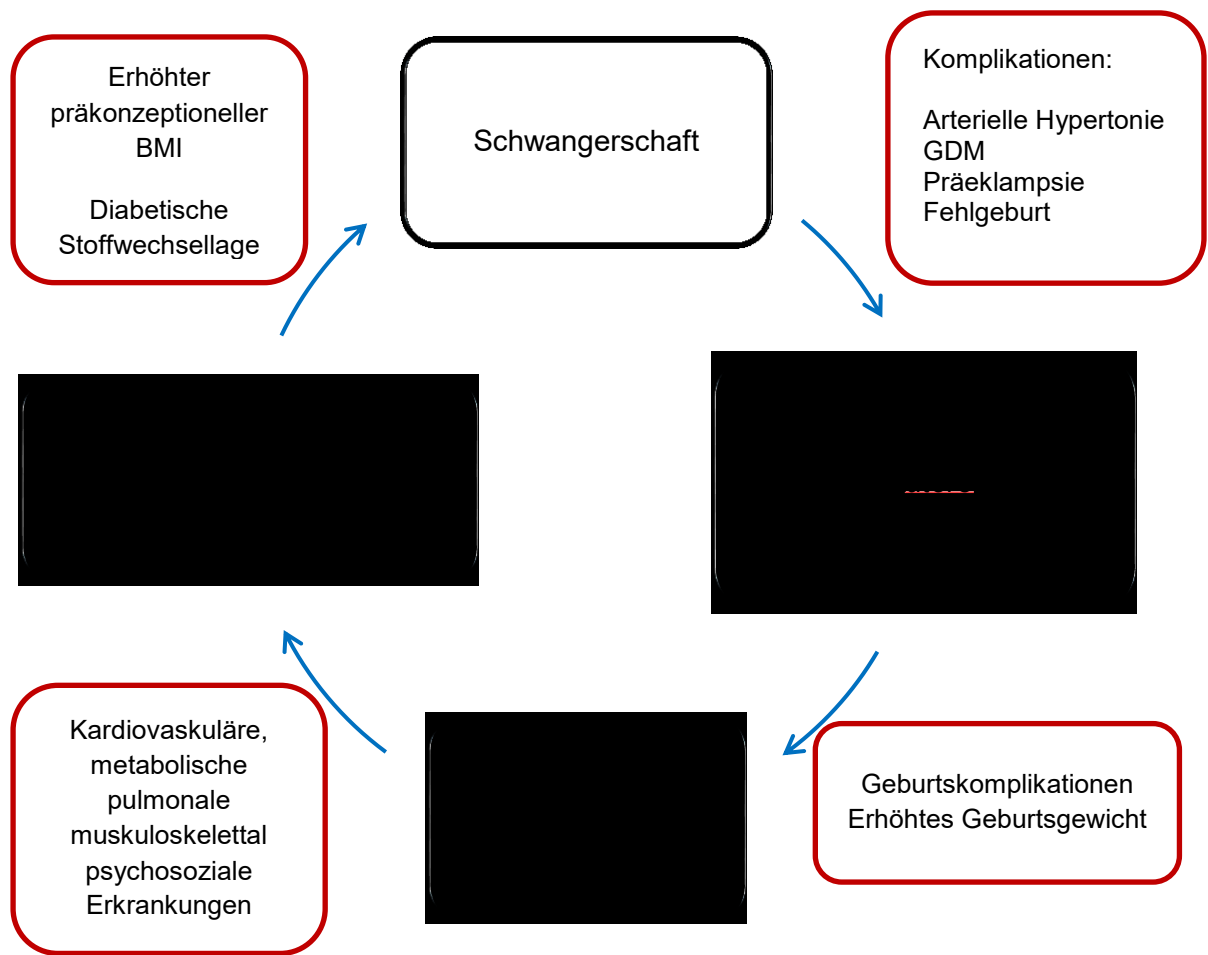 Erhöhter
präkonzeptioneller
BMI
Diabetische
Stoffwechsellage
Schwangerschaft
Komplikationen:
Arterielle Hypertonie
GDM
Präeklampsie
Fehlgeburt
Geburtskomplikationen
Erhöhtes Geburtsgewicht
Kardiovaskuläre,
metabolische
pulmonale
muskuloskelettal
psychosoziale
Erkrankungen